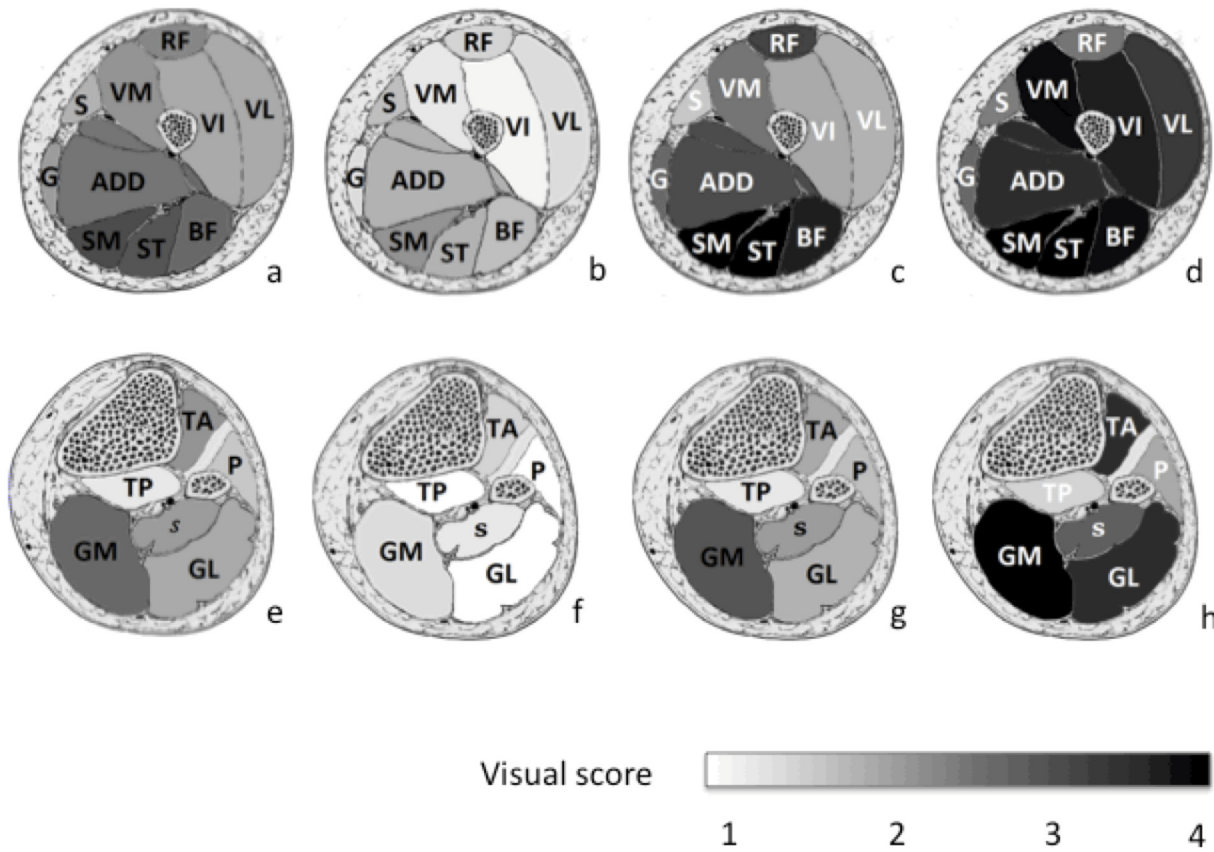 RF
VM
S
VI
VL
G
ADD
SM
ST
BF
a
RF
VM
S
VI
VL
G
ADD
SM
ST
BF
b
RF
VM
S
VI
VL
G
ADD
SM
ST
BF
c
RF
VM
S
VI
VL
G
ADD
SM
ST
BF
d
TA
P
TP
s
GM
GL
e
TA
P
TP
s
GM
GL
f
TA
P
TP
s
GM
GL
g
TA
P
TP
s
GM
GL
h
Visual score
1 2 3 4